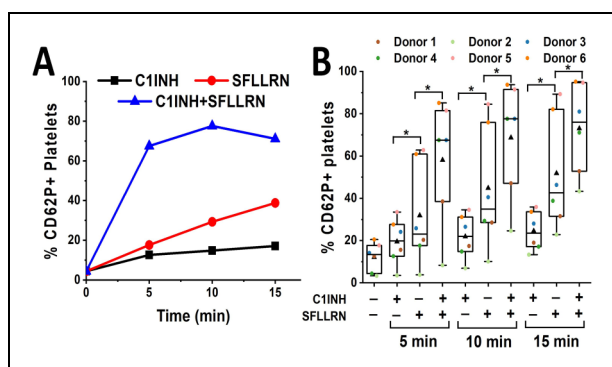 A
C1INH
SFLLRN
C1INH+SFLLRN
% CD62P+ Platelets
100
80
60
40
20
0
0 5 10 15
Time (min)
B
Donor 1 Donor 2 Donor 3
Donor 4 Donor 5 Donor 6
% CD62P+ platelets
100
80
60
40
20
0
* * * * * *
C1INH – + – + + – + + – +
SFLLRN – – + + – + + – + +
5 min 10 min 15 min